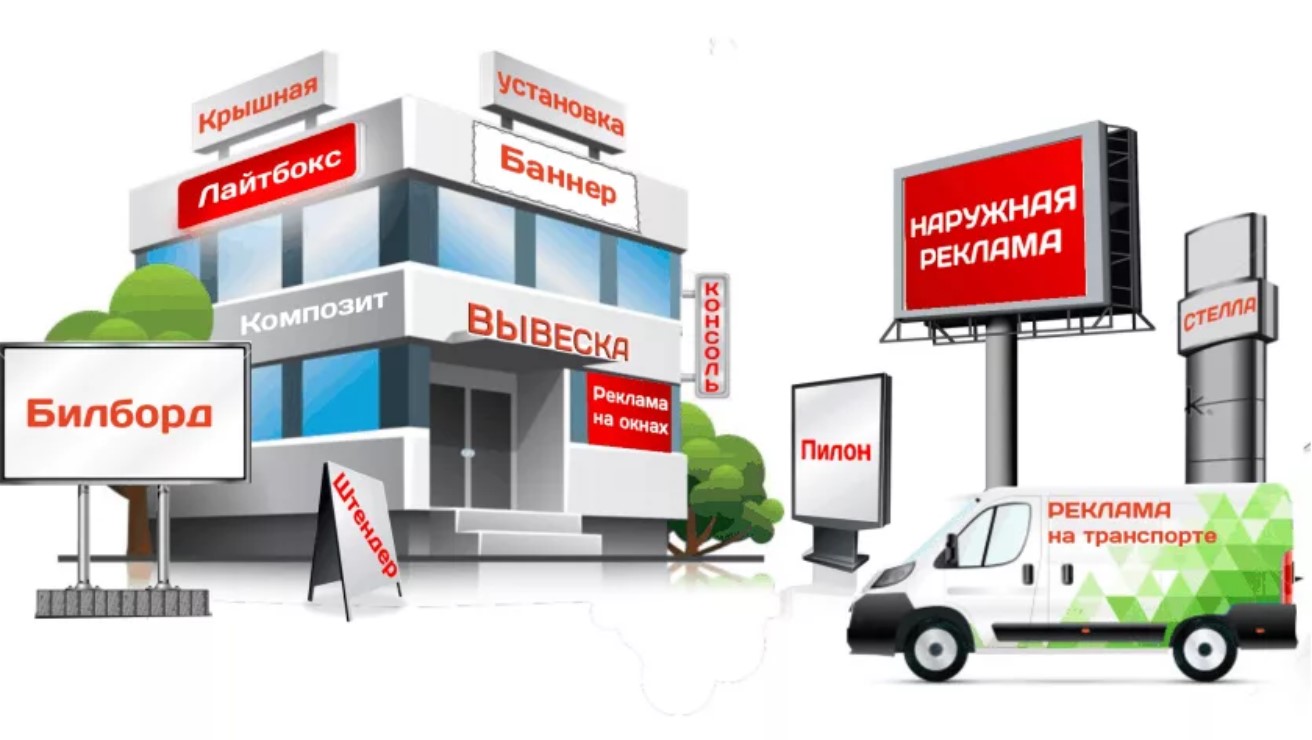 Крышная
установка
Лайтбокс
Баннер
Композит
ВЫВЕСКА
КОНСОЛЬ
Реклама
на окнах
Билборд
Штендер
НАРУЖНАЯ
РЕКЛАМА
СТЕЛЛА
Пилон
РЕКЛАМА
на транспорте